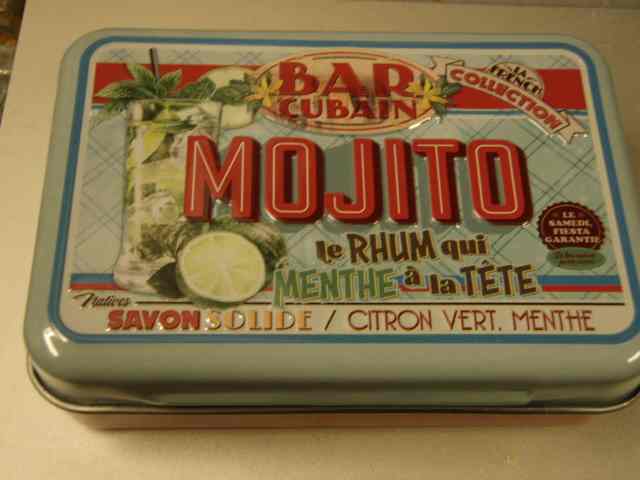 BAR
CUBAIN
LA
FRENCH
COLLECTION
MOJITO
LE
SAMEDI,
FIESTA
GARANTIE
le RHUM qui
MENTHE à la TÊTE
Natives
SAVON SOLIDE / CITRON VERT, MENTHE